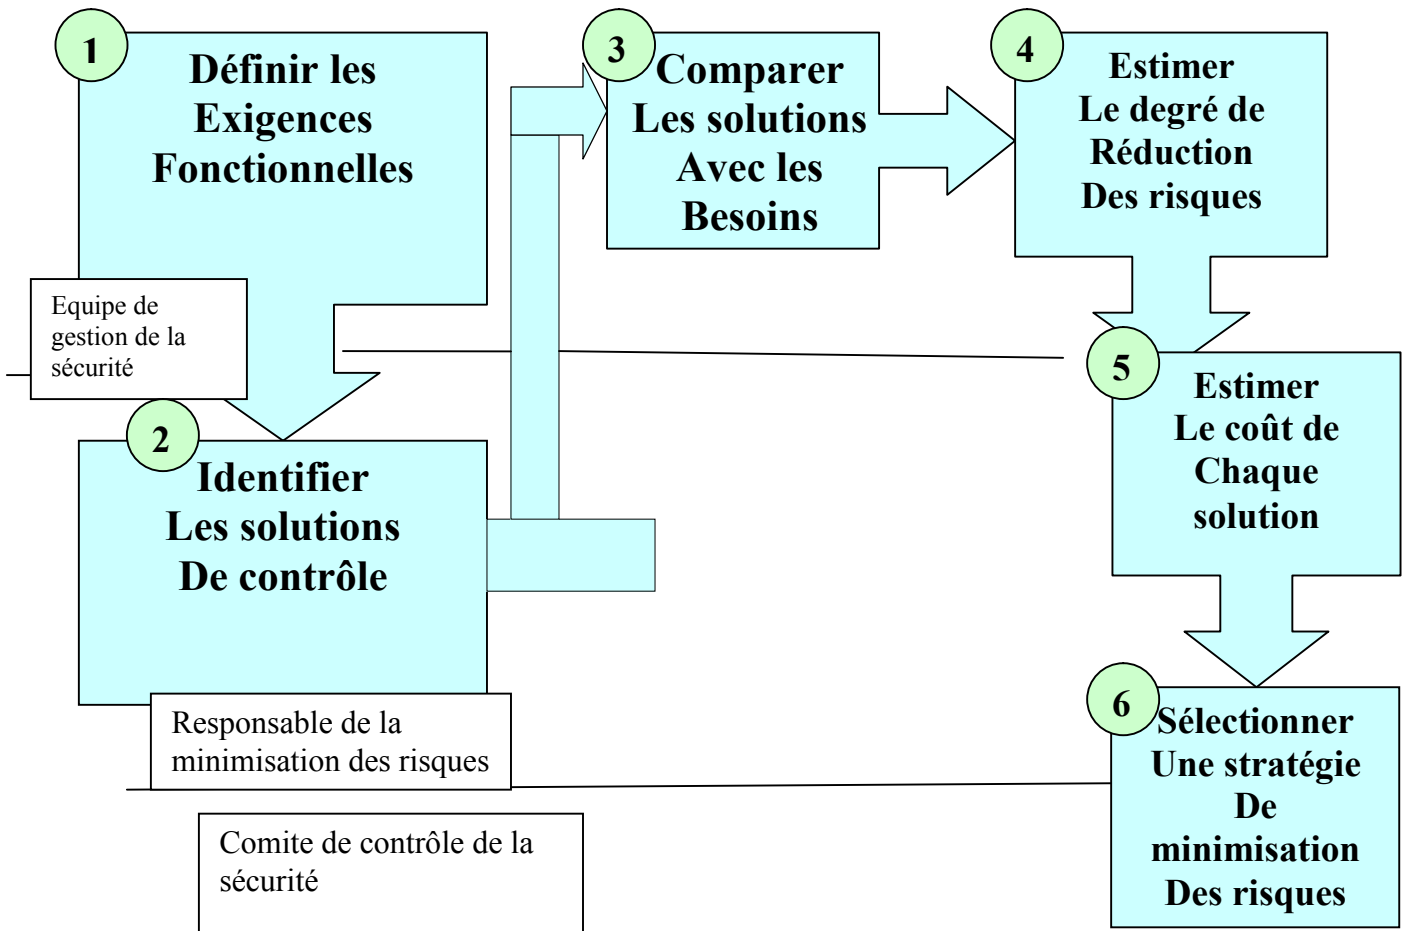 1
Définir les
Exigences
Fonctionnelles
Equipe de
gestion de la
sécurité
2
Identifier
Les solutions
De contrôle
Responsable de la
minimisation des risques
Comite de contrôle de la
sécurité
3
Comparer
Les solutions
Avec les
Besoins
4
Estimer
Le degré de
Réduction
Des risques
5
Estimer
Le coût de
Chaque
solution
6
Sélectionner
Une stratégie
De
minimisation
Des risques